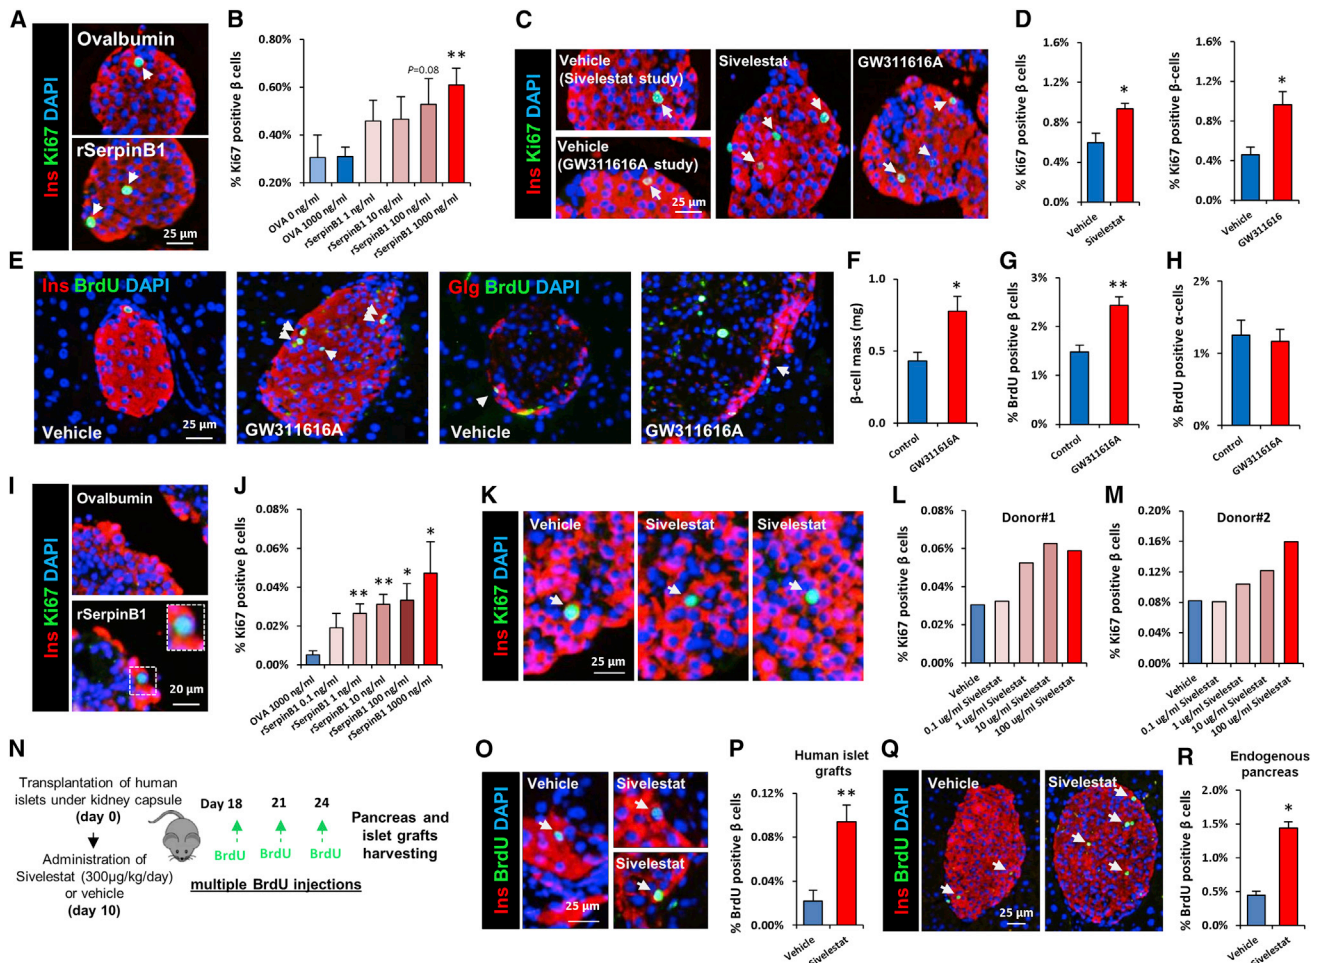 A
Ins Ki67 DAPI
Ovalbumin
rSerpinB1
25 µm
B
% Ki67 positive β cells
0.80%
0.60%
0.40%
0.20%
P=0.08
**
OVA 0 ng/ml
OVA 1000 ng/ml
rSerpinB1 1 ng/ml
rSerpinB1 10 ng/ml
rSerpinB1 100 ng/ml
rSerpinB1 1000 ng/ml
C
Ins Ki67 DAPI
Vehicle
(Sivelestat study)
Vehicle
(GW311616A study)
25 µm
Sivelestat
GW311616A
D
% Ki67 positive β cells
1.6%
1.2%
0.8%
0.4%
0.0%
*
Vehicle
Sivelestat
% Ki67 positive β-cells
1.6%
1.2%
0.8%
0.4%
0.0%
*
Vehicle
GW311616
E
Ins BrdU DAPI
Vehicle
25 µm
GW311616A
Glg BrdU DAPI
Vehicle
GW311616A
F
β-cell mass (mg)
1.0
0.5
0.0
*
Control
GW311616A
G
% BrdU positive β cells
3%
2%
1%
0%
**
Control
GW311616A
H
% BrdU positive α-cells
2%
1%
0%
Control
GW311616A
I
Ins Ki67 DAPI
Ovalbumin
rSerpinB1
20 µm
J
% Ki67 positive β cells
0.08%
0.06%
0.04%
0.02%
0.00%
**
**
*
*
OVA 1000 ng/ml
rSerpinB1 0.1 ng/ml
rSerpinB1 1 ng/ml
rSerpinB1 10 ng/ml
rSerpinB1 100 ng/ml
rSerpinB1 1000 ng/ml
K
Ins Ki67 DAPI
Vehicle
25 µm
Sivelestat
Sivelestat
L
Donor#1
% Ki67 positive β cells
0.08%
0.06%
0.04%
0.02%
0.00%
Vehicle
0.1 ug/ml Sivelestat
1 ug/ml Sivelestat
10 ug/ml Sivelestat
100 ug/ml Sivelestat
M
Donor#2
% Ki67 positive β cells
0.20%
0.16%
0.12%
0.08%
0.04%
0.00%
Vehicle
0.1 ug/ml Sivelestat
1 ug/ml Sivelestat
10 ug/ml Sivelestat
100 ug/ml Sivelestat
N
Transplantation of human
islets under kidney capsule
(day 0)
Administration of
Sivelestat (300µg/kg/day)
or vehicle
(day 10)
Day 18 21 24
BrdU BrdU BrdU
multiple BrdU injections
Pancreas and
islet grafts
harvesting
O
Ins BrdU DAPI
Vehicle
25 µm
Sivelestat
Sivelestat
P
Human islet
grafts
% BrdU positive β cells
0.12%
0.08%
0.04%
0.00%
**
Vehicle
Sivelestat
Q
Ins BrdU DAPI
Vehicle
25 µm
Sivelestat
R
Endogenous
pancreas
% BrdU positive β cells
2.0%
1.5%
1.0%
0.5%
0.0%
*
Vehicle
Sivelestat